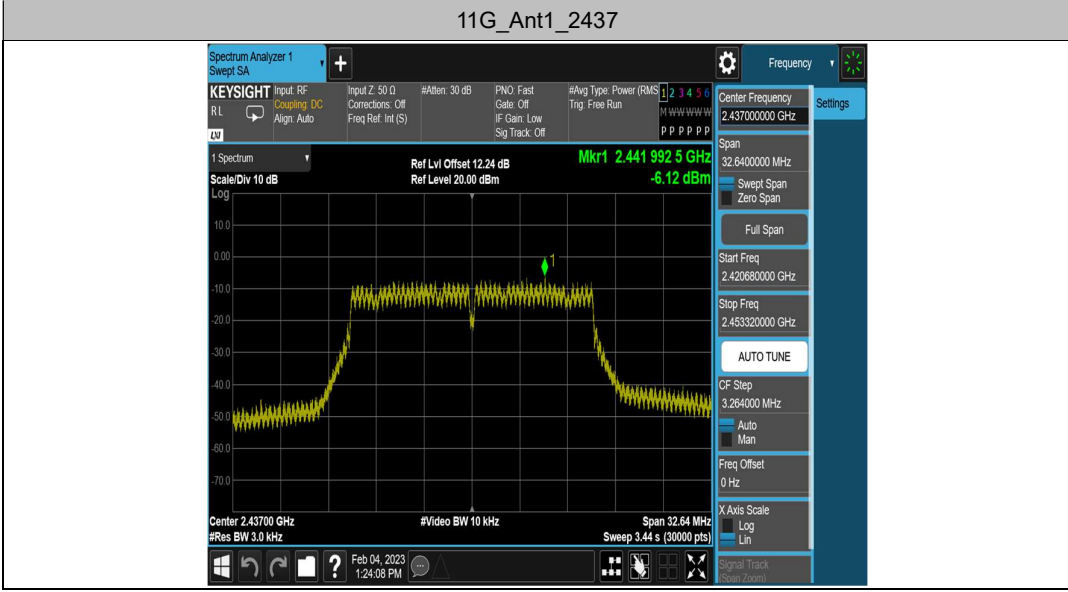 11G_Ant1_2437
Spectrum Analyzer 1
Swept SA
Frequency
KEYSIGHT
RL
LXI
Input: RF
Coupling: DC
Align: Auto
Input Z: 50 Ω
Corrections: Off
Freq Ref: Int (S)
#Atten: 30 dB
PNO: Fast
Gate: Off
IF Gain: Low
Sig Track: Off
#Avg Type: Power (RMS
Trig: Free Run
1 2 3 4 5 6
M W W W W W
P P P P P P
1 Spectrum
Scale/Div 10 dB
Ref Lvl Offset 12.24 dB
Ref Level 20.00 dBm
Mkr1 2.441 992 5 GHz
-6.12 dBm
Log
10.0
0.00
-10.0
-20.0
-30.0
-40.0
-50.0
-60.0
-70.0
1
Center 2.43700 GHz
#Res BW 3.0 kHz
#Video BW 10 kHz
Span 32.64 MHz
Sweep 3.44 s (30000 pts)
Feb 04, 2023
1:24:08 PM
Center Frequency
2.437000000 GHz
Settings
Span
32.6400000 MHz
Swept Span
Zero Span
Full Span
Start Freq
2.420680000 GHz
Stop Freq
2.453320000 GHz
AUTO TUNE
CF Step
3.264000 MHz
Auto
Man
Freq Offset
0 Hz
X Axis Scale
Log
Lin
Signal Track
(Span Zoom)